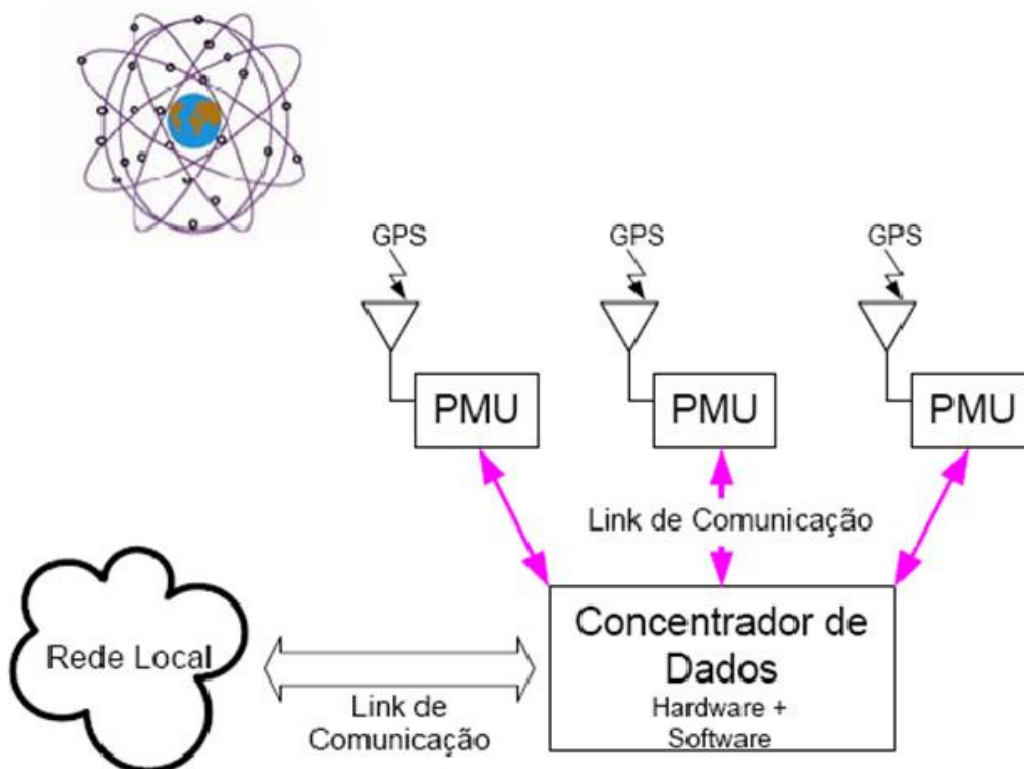 GPS
GPS
GPS
PMU
PMU
PMU
Link de Comunicação
Concentrador de
Dados
Hardware +
Software
Rede Local
Link de
Comunicação